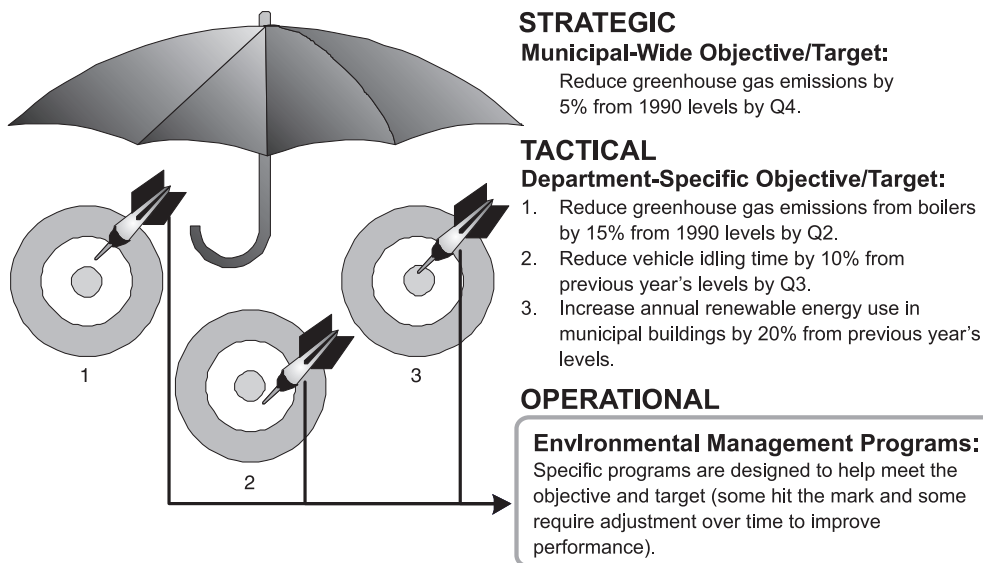 STRATEGIC
Municipal-Wide Objective/Target:
Reduce greenhouse gas emissions by
5% from 1990 levels by Q4.
TACTICAL
Department-Specific Objective/Target:
1. Reduce greenhouse gas emissions from boilers
by 15% from 1990 levels by Q2.
2. Reduce vehicle idling time by 10% from
previous year's levels by Q3.
3. Increase annual renewable energy use in
municipal buildings by 20% from previous year's
levels.
OPERATIONAL
EnvIronmental Management Programs:
Specific programs are designed to help meet the
objective and target (some hit the mark and some
require adjustment over time to improve
performance).
1
2
3